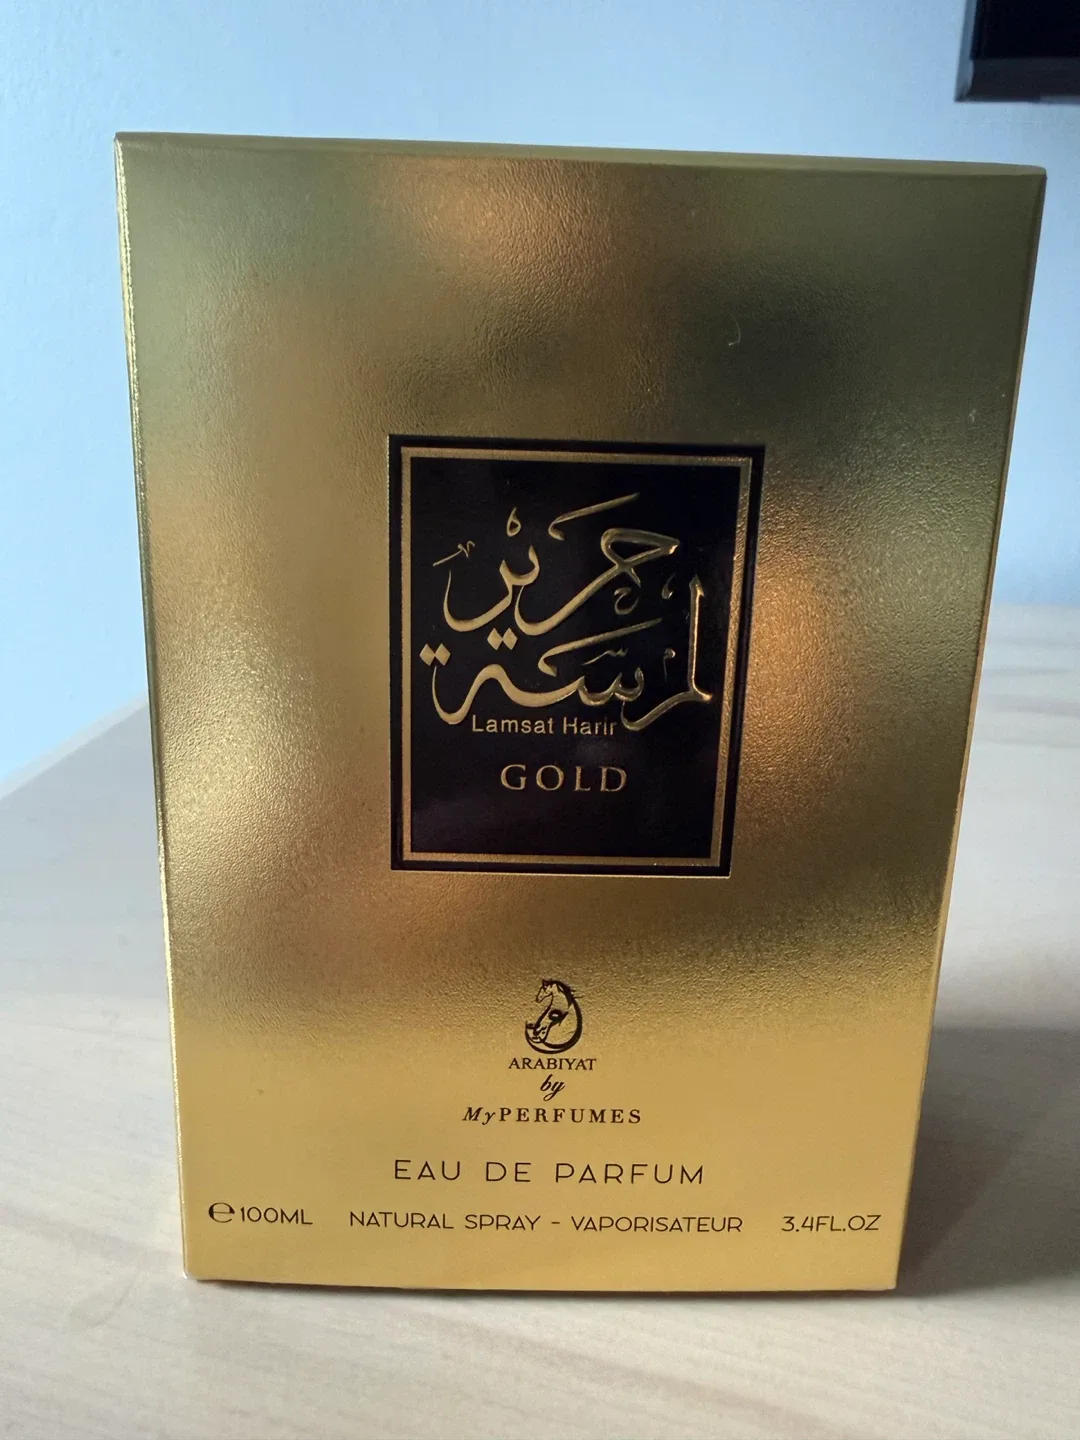 لمسة حرير
Lamsat Harir
GOLD
ARABIYAT
by
MyPERFUMES
EAU DE PARFUM
℮100ML NATURAL SPRAY - VAPORISATEUR 3.4FL.OZ